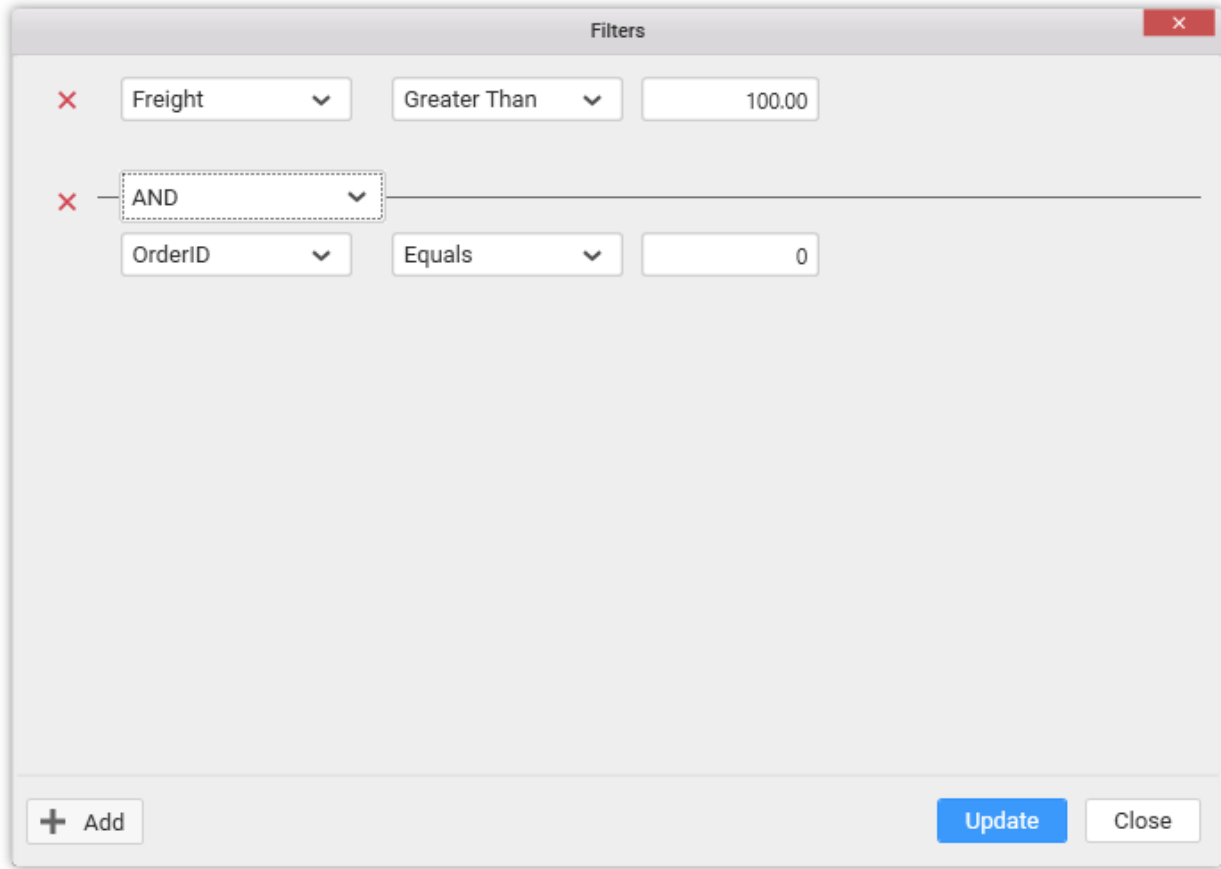 Filters
Freight Greater Than 100.00
AND
OrderID Equals 0
Add Update Close